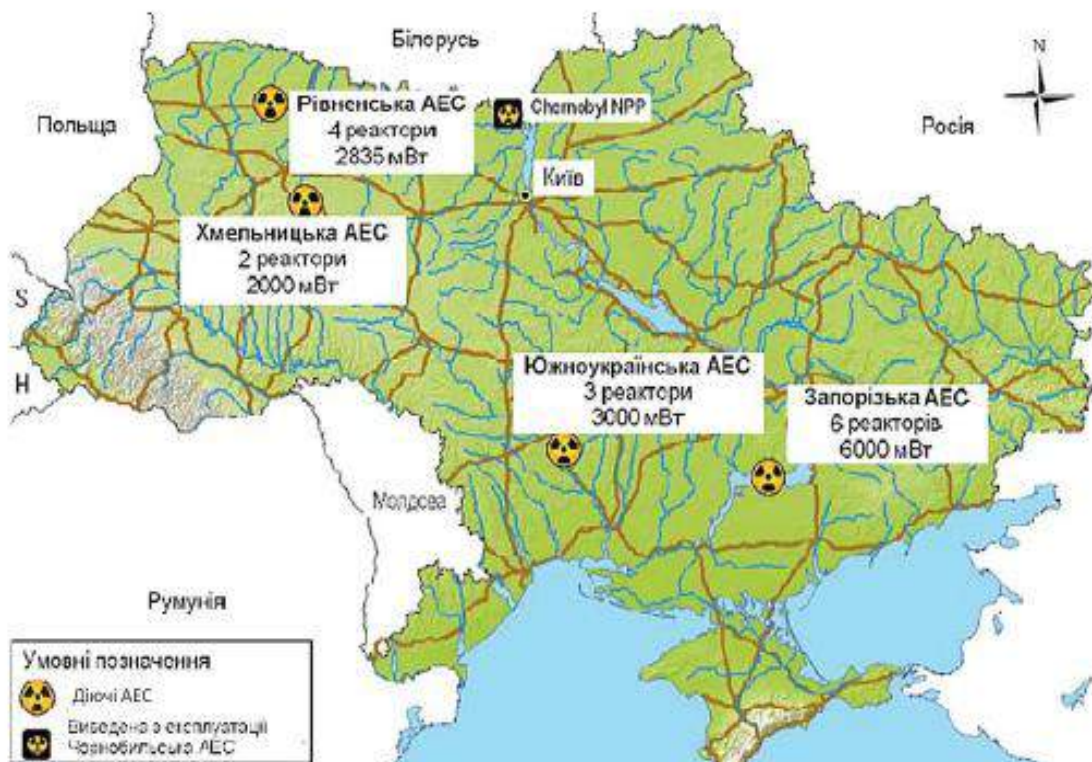 Білорусь
N
Польща
Рівненська АЕС
4 реактори
2835 мВт
Chernobyl NPP
Росія
Київ
Хмельницька АЕС
2 реактори
2000 мВт
S
H
Южноукраїнська АЕС
3 реактори
3000 мВт
Запорізька АЕС
6 реакторів
6000 мВт
Молдова
Румунія
Умовні позначення
Діючі АЕС
Виведена з експлуатації
Чорнобильська АЕС